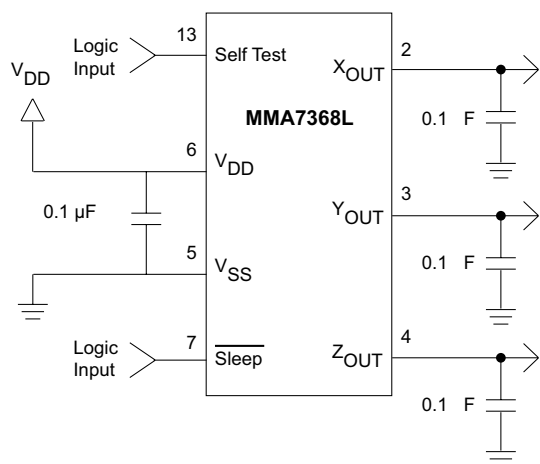 Logic
Input
13
Self Test
2
X_OUT
V_DD
MMA7368L
0.1 F
6
V_DD
3
Y_OUT
0.1 µF
0.1 F
5
V_SS
Logic
Input
7
Sleep
4
Z_OUT
0.1 F